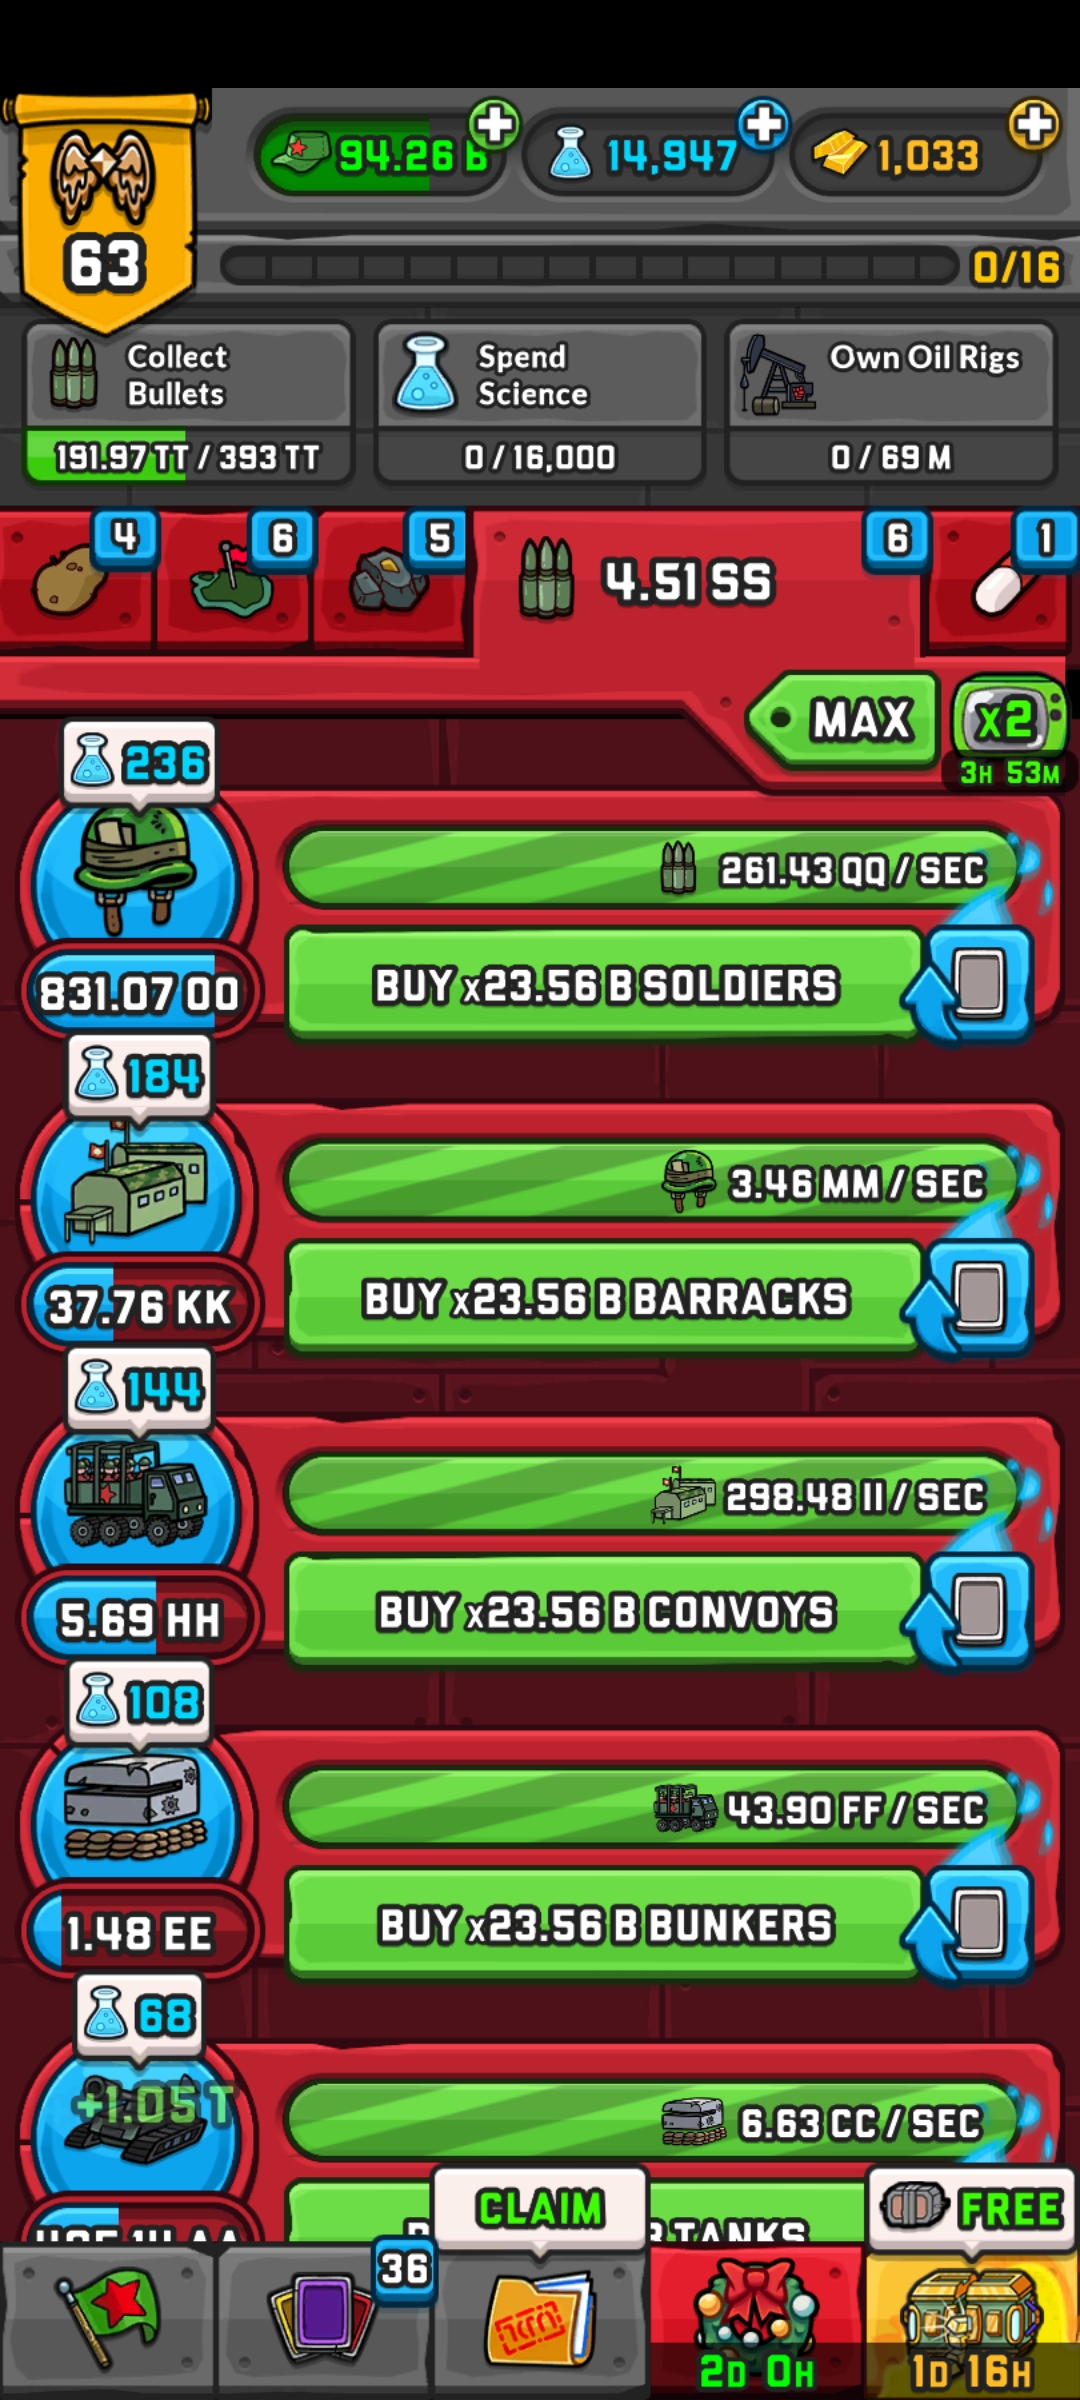 63
94.26 B
14,947
1,033
0/16
Collect Bullets
191.97 TT / 393 TT
Spend Science
0 / 16,000
Own Oil Rigs
0 / 69 M
4
6
5
4.51 SS
6
1
MAX
x2
3H 53M
236
261.43 QQ / SEC
831.07 OO
BUY x23.56 B SOLDIERS
184
3.46 MM / SEC
37.76 KK
BUY x23.56 B BARRACKS
144
298.48 II / SEC
5.69 HH
BUY x23.56 B CONVOYS
108
43.90 FF / SEC
1.48 EE
BUY x23.56 B BUNKERS
68
+1.05 T
6.63 CC / SEC
TANKS
CLAIM
FREE
36
2D 0H
1D 16H